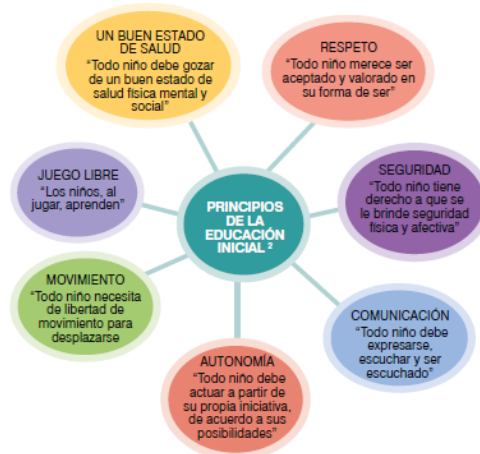 UN BUEN ESTADO
DE SALUD
“Todo niño debe gozar
de un buen estado de
salud física mental y
social”
RESPETO
“Todo niño merece ser
aceptado y valorado en
su forma de ser”
JUEGO LIBRE
“Los niños, al
jugar, aprenden”
PRINCIPIOS
DE LA
EDUCACIÓN
INICIAL ²
SEGURIDAD
“Todo niño tiene
derecho a que se
le brinde seguridad
física y afectiva”
MOVIMIENTO
“Todo niño necesita
de libertad de
movimiento para
desplazarse
COMUNICACIÓN
“Todo niño debe
expresarse,
escuchar y ser
escuchado”
AUTONOMÍA
“Todo niño debe
actuar a partir de
su propia iniciativa,
de acuerdo a sus
posibilidades”